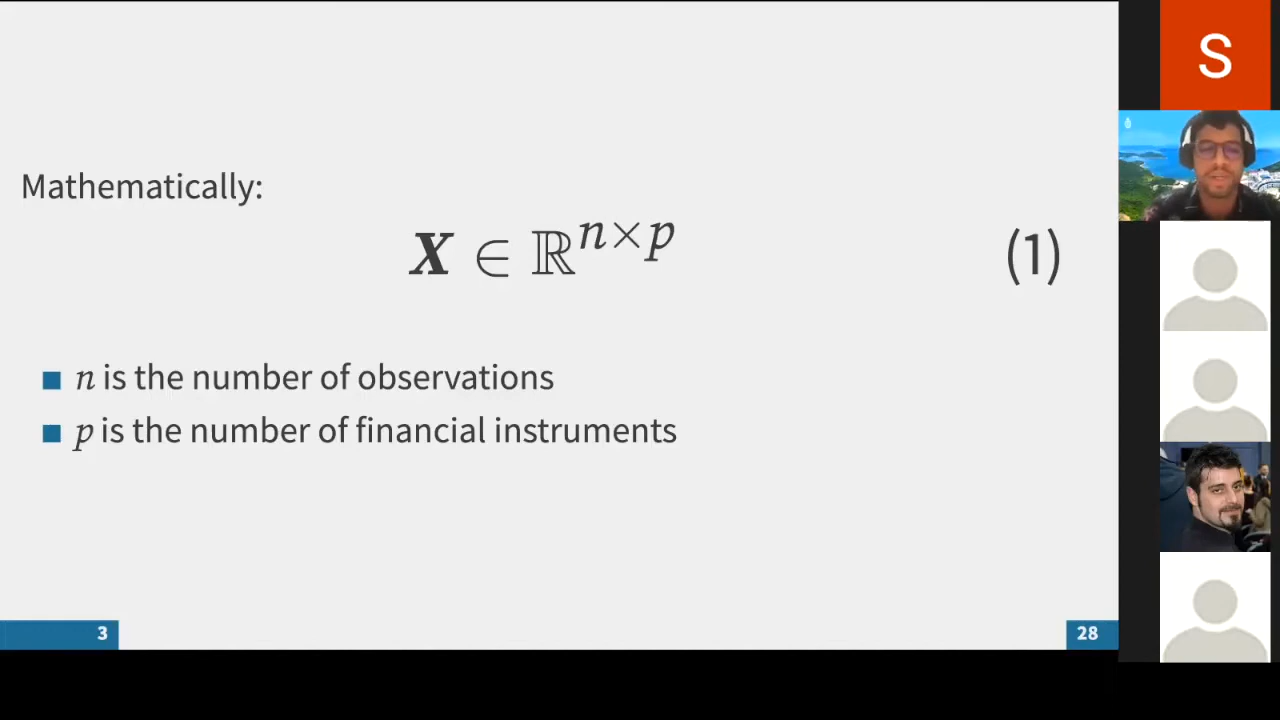 Mathematically:
X ∈ ℝ^{n×p} (1)
■ n is the number of observations
■ p is the number of financial instruments
3
28
S